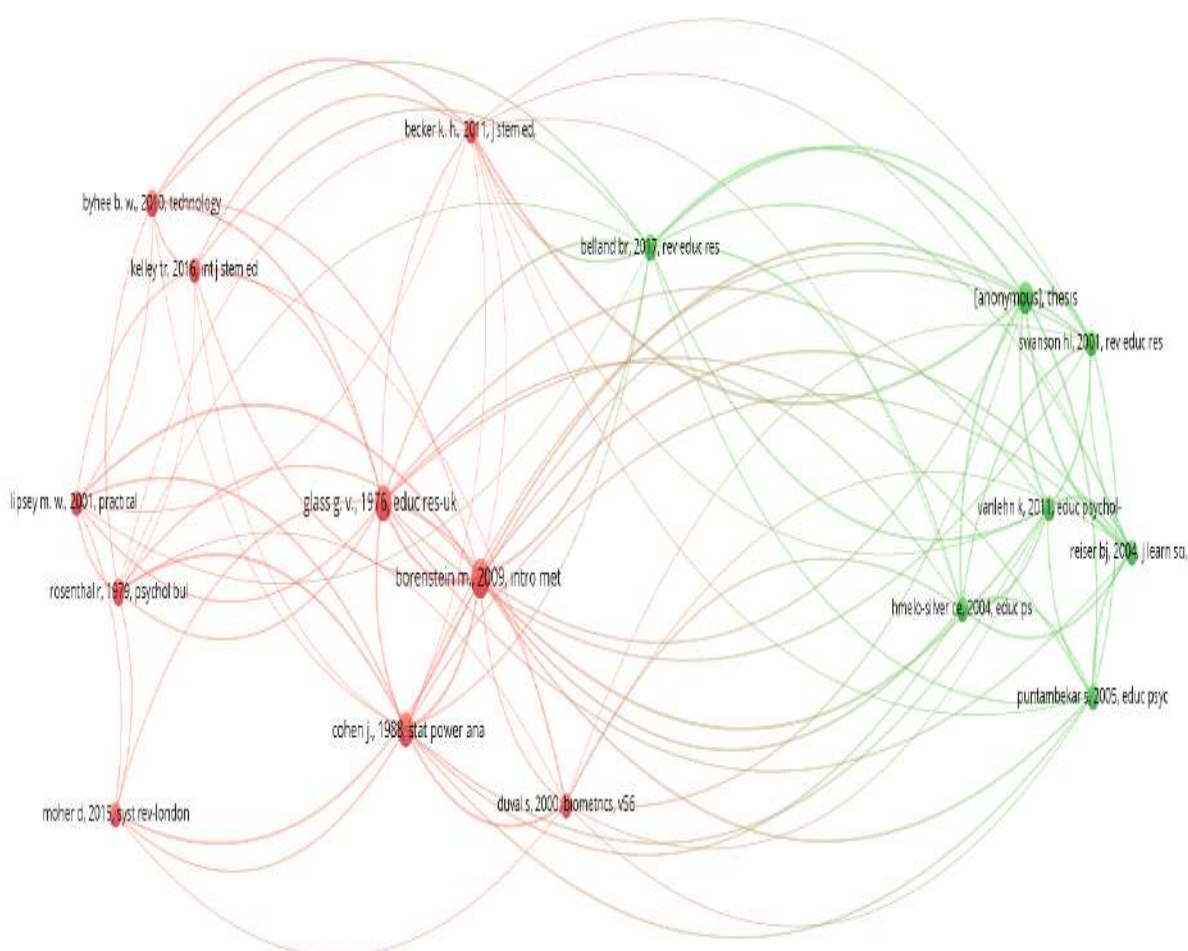 becker k. h., 2011, j stem ed,
byhee b. w., 2010, technology
belland br, 2017, rev educ res
kelley tr, 2016, int j stem ed
[anonymous], thesis
swanson hl, 2001, rev educ res
lipsey m. w., 2001, practical
glass g. v., 1976, educ res-uk
vanlehn k, 2011, educ psychol-
reiser bj, 2004, j learn sci,
borenstein m., 2009, intro met
rosenthal r, 1979, psychol bul
hmelo-silver ce, 2004, educ ps
puntambekar s, 2005, educ psyc
cohen j., 1988, stat power ana
duval s, 2000, biometrics, v56
moher d, 2015, syst rev-london